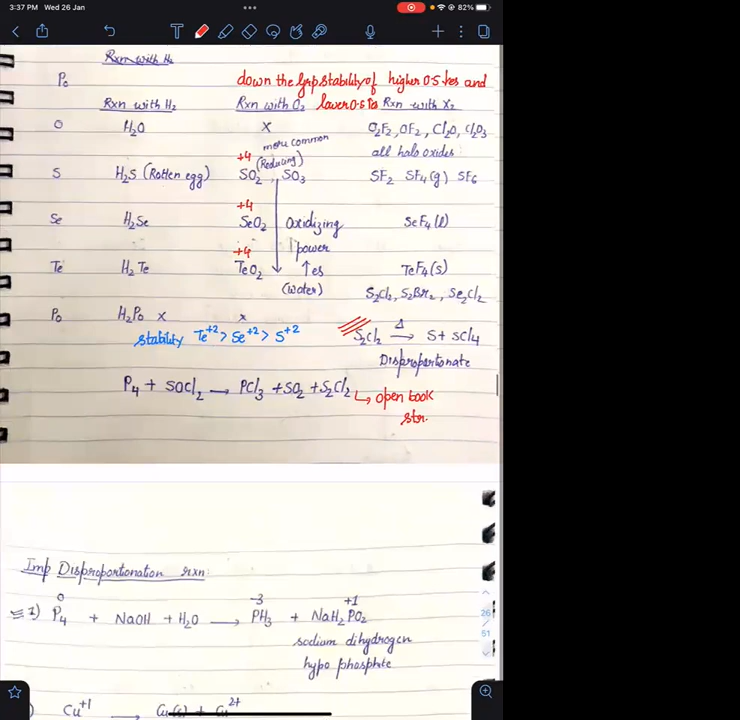 3:37 PM Wed 26 Jan
82%
Rxn with H₂
Po
down the grp stability of higher O.S ↓es and
lower O.S ↑es
Rxn with H₂ Rxn with O₂ Rxn with X₂
O H₂O X O₂F₂, OF₂, Cl₂O, Cl₂O₃
more common
all halo oxides
+4 (Reducing)
S H₂S (Rotten egg) SO₂, SO₃ SF₂ SF₄(g) SF₆
+4
Se H₂Se SeO₂ Oxidizing SeF₄(l)
power
+4
Te H₂Te TeO₂ ↑es TeF₄(s)
(water)
S₂Cl₂, S₂Br₂, Se₂Cl₂
Po H₂Po X X
stability Te⁺² > Se⁺² > S⁺² S₂Cl₂ —Δ→ S + SCl₄
Disproportionate
P₄ + SOCl₂ → PCl₃ + SO₂ + S₂Cl₂
↳ open book
str.
Imp Disproportionation rxn:
0 -3 +1
1) P₄ + NaOH + H₂O → PH₃ + NaH₂PO₂
sodium dihydrogen
hypo phosphite
26
51
) Cu⁺¹ → Cu(s) + Cu²⁺